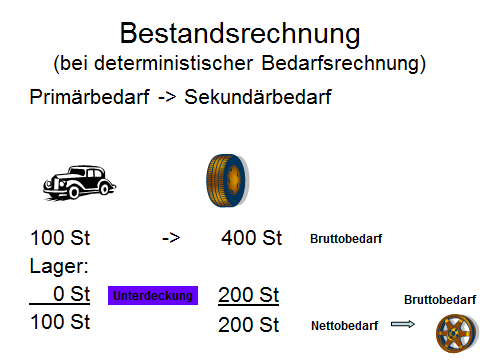 Bestandsrechnung
(bei deterministischer Bedarfsrechnung)
Primärbedarf -> Sekundärbedarf
100 St -> 400 St Bruttobedarf
Lager:
0 St Unterdeckung 200 St
Bruttobedarf
100 St 200 St Nettobedarf